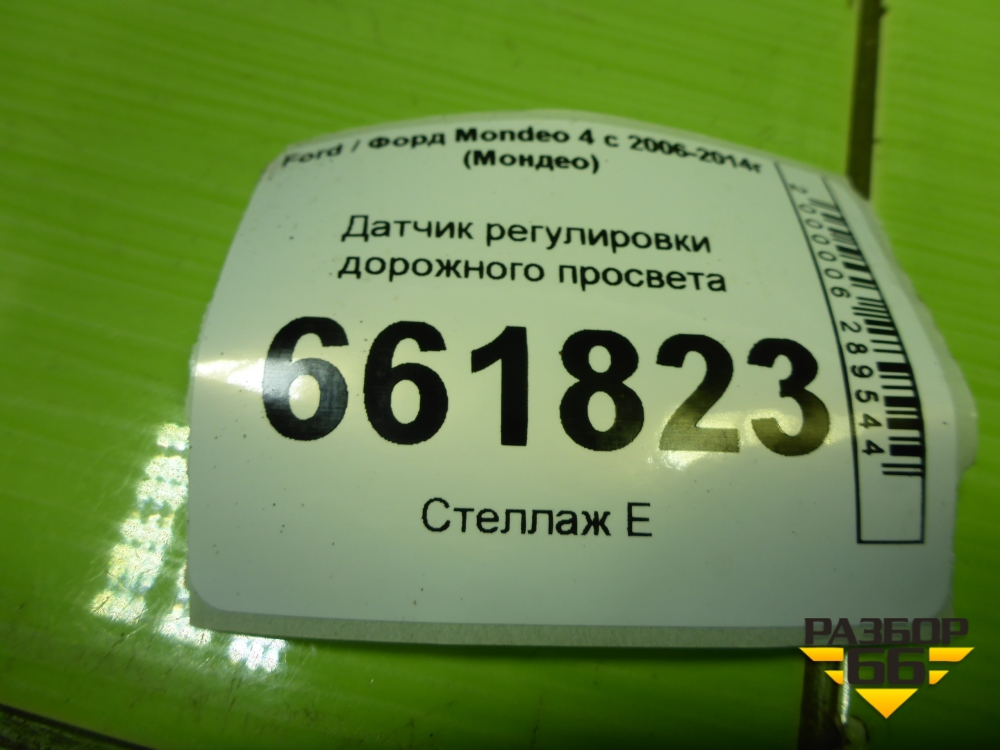 Ford / Форд Mondeo 4 с 2006-2014г
(Мондео)
Датчик регулировки
дорожного просвета
661823
Стеллаж Е
2000006289544
РАЗБОР
66